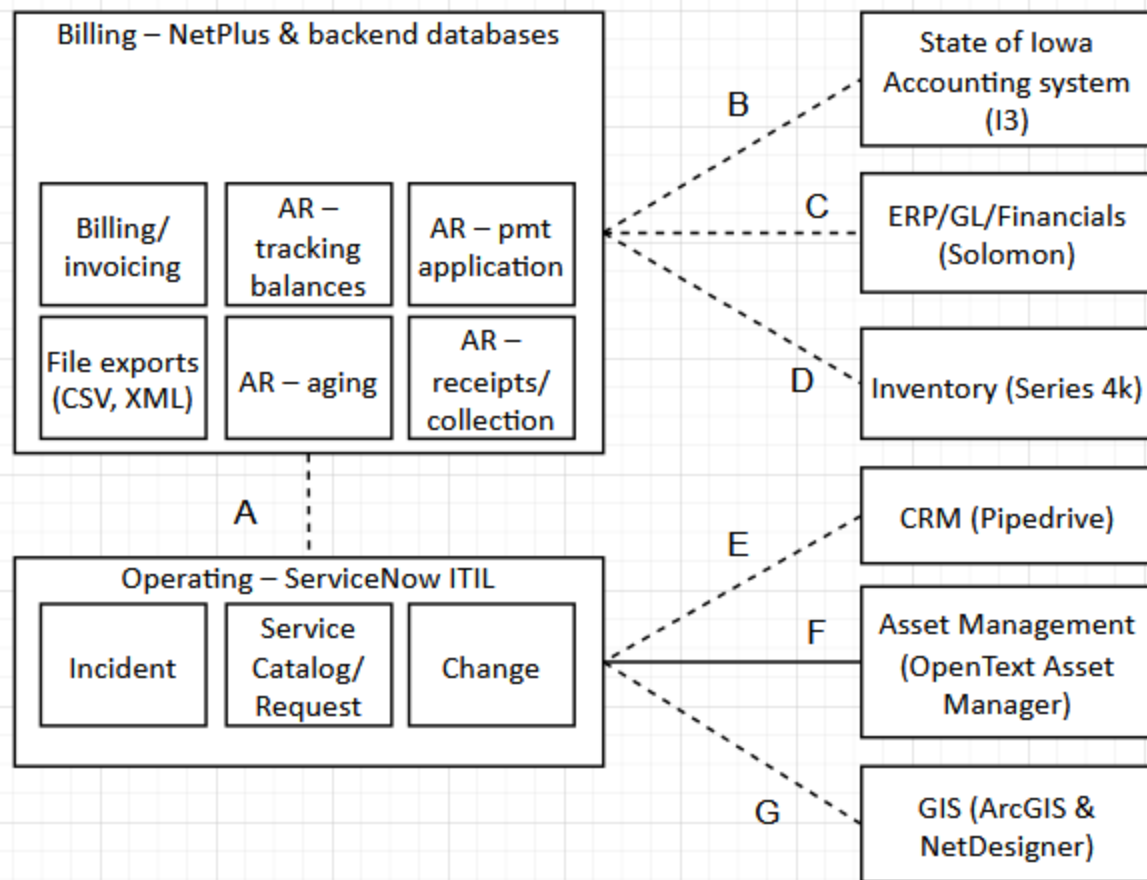 Billing – NetPlus & backend databases
Billing/
invoicing
AR –
tracking
balances
AR – pmt
application
File exports
(CSV, XML)
AR – aging
AR –
receipts/
collection
A
Operating – ServiceNow ITIL
Incident
Service
Catalog/
Request
Change
B
State of Iowa
Accounting system
(I3)
C
ERP/GL/Financials
(Solomon)
D
Inventory (Series 4k)
E
CRM (Pipedrive)
F
Asset Management
(OpenText Asset
Manager)
G
GIS (ArcGIS &
NetDesigner)